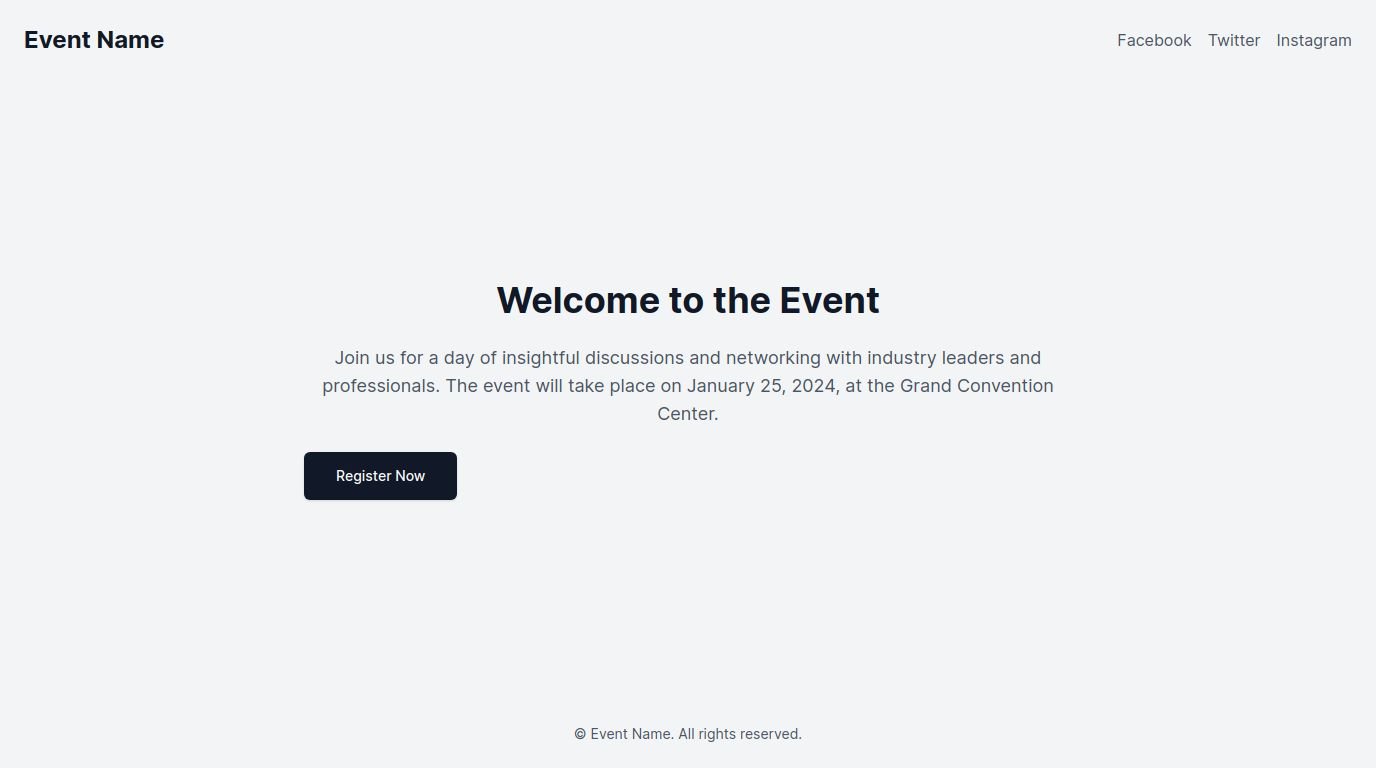 Event Name
Facebook Twitter Instagram
Welcome to the Event
Join us for a day of insightful discussions and networking with industry leaders and
professionals. The event will take place on January 25, 2024, at the Grand Convention
Center.
Register Now
© Event Name. All rights reserved.